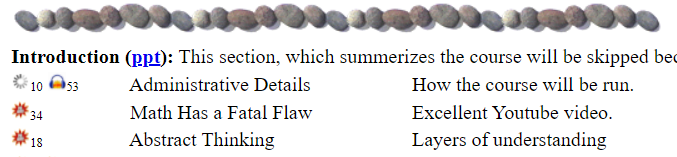 Introduction (ppt): This section, which summerizes the course will be skipped bec
10 53 Administrative Details How the course will be run.
34 Math Has a Fatal Flaw Excellent Youtube video.
18 Abstract Thinking Layers of understanding